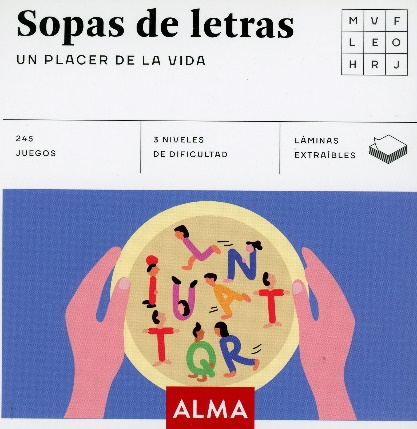 Sopas de letras
UN PLACER DE LA VIDA
M V F
L E O
H R J
245
JUEGOS
3 NIVELES
DE DIFICULTAD
LÁMINAS
EXTRAÍBLES
L N
I U A T
T Q R
ALMA